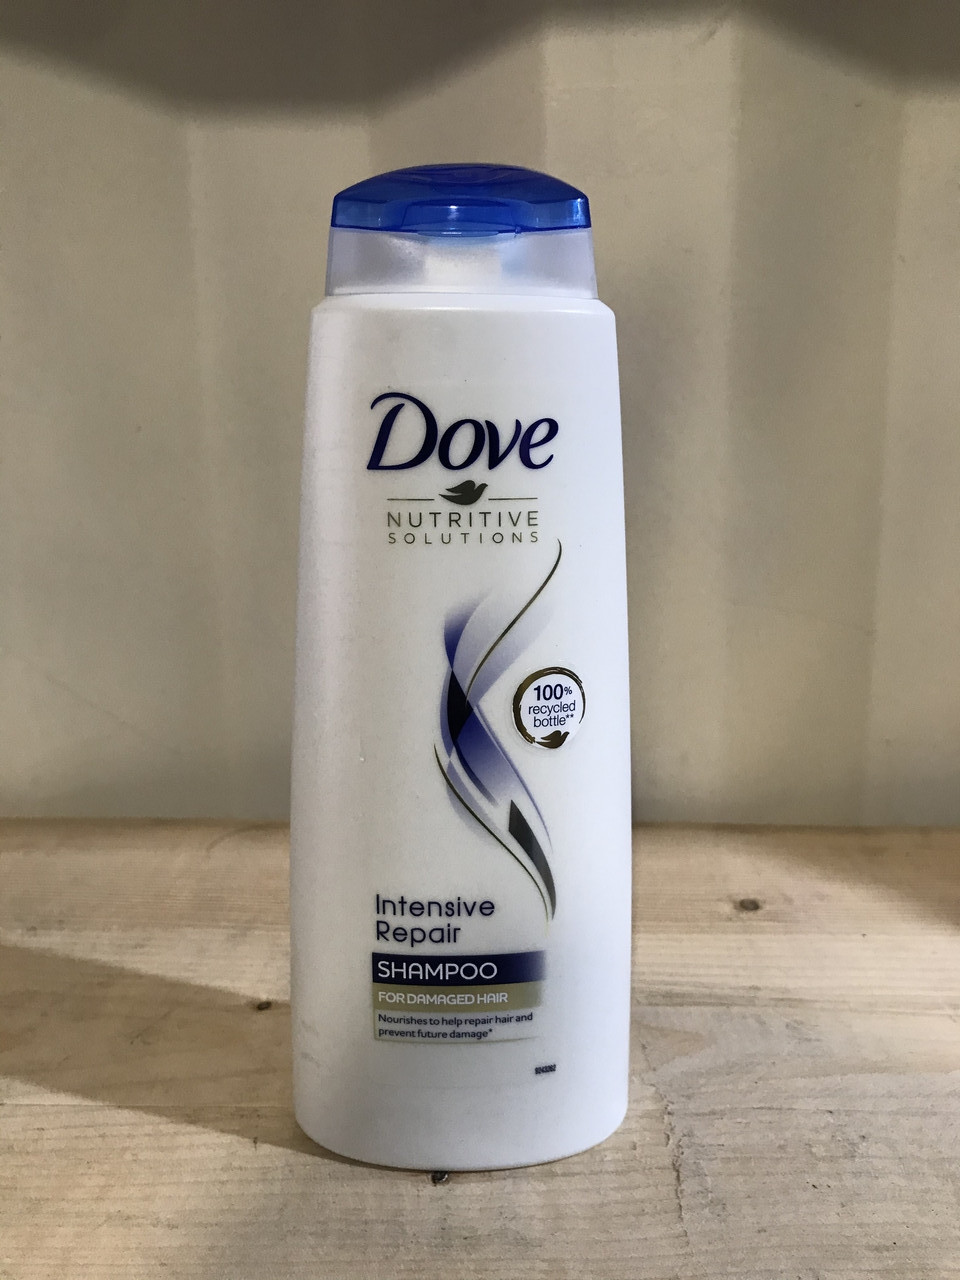 Dove
NUTRITIVE
SOLUTIONS
100%
recycled
bottle**
Intensive
Repair
SHAMPOO
FOR DAMAGED HAIR
Nourishes to help repair hair and
prevent future damage*